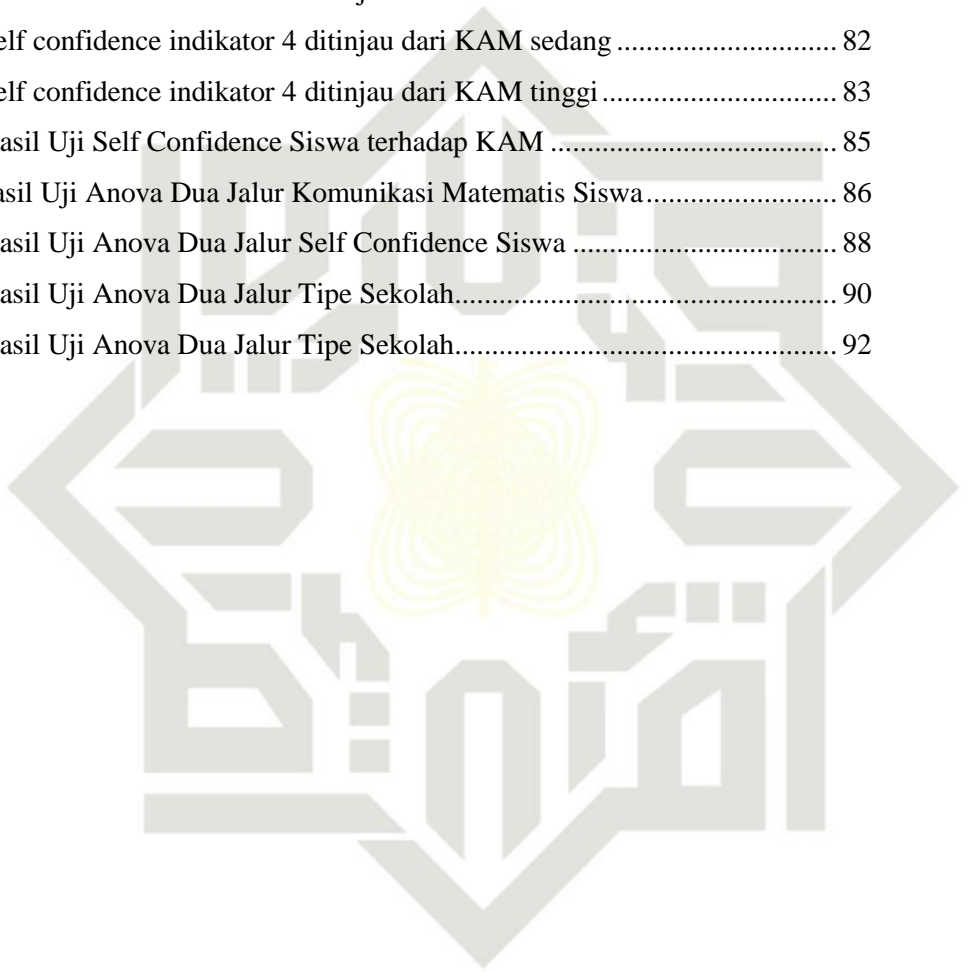 elf confidence indikator 4 ditinjau dari KAM sedang ............................ 82
elf confidence indikator 4 ditinjau dari KAM tinggi .............................. 83
asil Uji Self Confidence Siswa terhadap KAM ..................................... 85
asil Uji Anova Dua Jalur Komunikasi Matematis Siswa ......................... 86
asil Uji Anova Dua Jalur Self Confidence Siswa .................................. 88
asil Uji Anova Dua Jalur Tipe Sekolah.................................................. 90
asil Uji Anova Dua Jalur Tipe Sekolah.................................................. 92